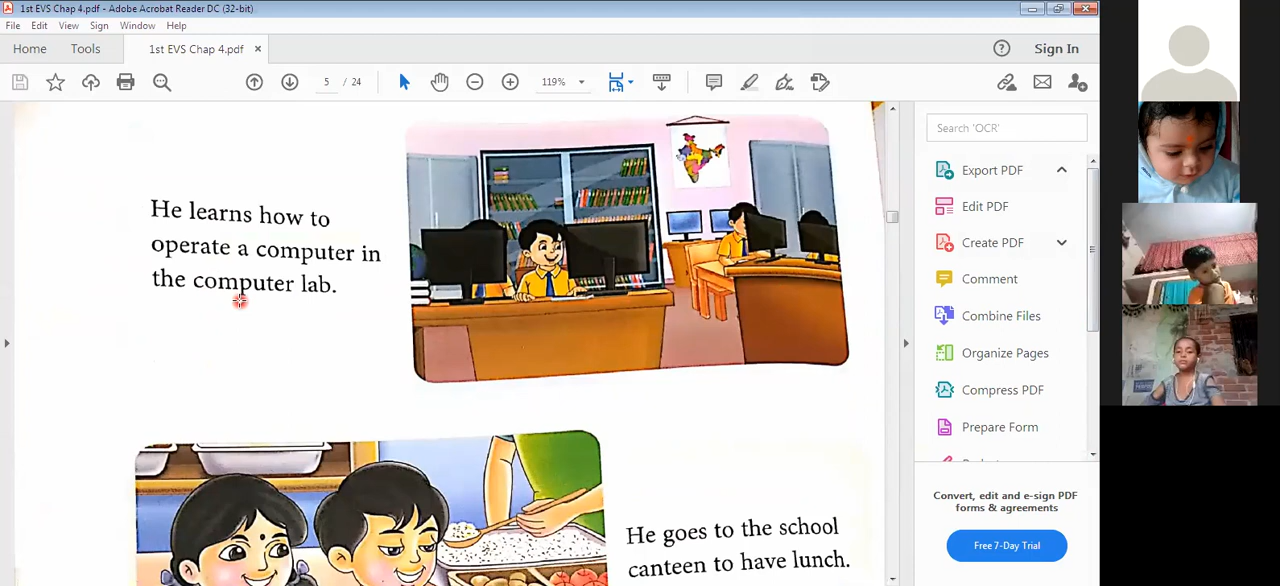 1st EVS Chap 4.pdf - Adobe Acrobat Reader DC (32-bit)
File Edit View Sign Window Help
Home Tools 1st EVS Chap 4.pdf × Sign In
5 / 24 119%
Search 'OCR'
Export PDF
Edit PDF
Create PDF
Comment
Combine Files
Organize Pages
Compress PDF
Prepare Form
Convert, edit and e-sign PDF
forms & agreements
Free 7-Day Trial
He learns how to
operate a computer in
the computer lab.
He goes to the school
canteen to have lunch.